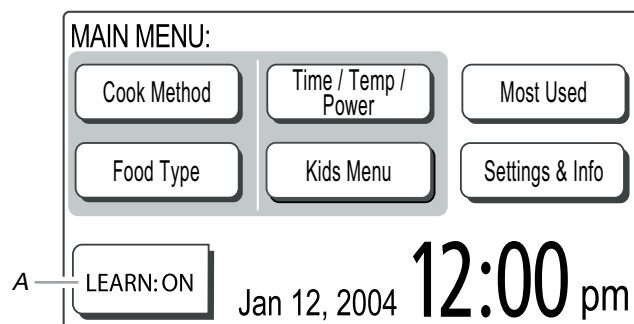 MAIN MENU:
Cook Method
Time / Temp /
Power
Most Used
Food Type
Kids Menu
Settings & Info
A
LEARN: ON
Jan 12, 2004 12:00 pm